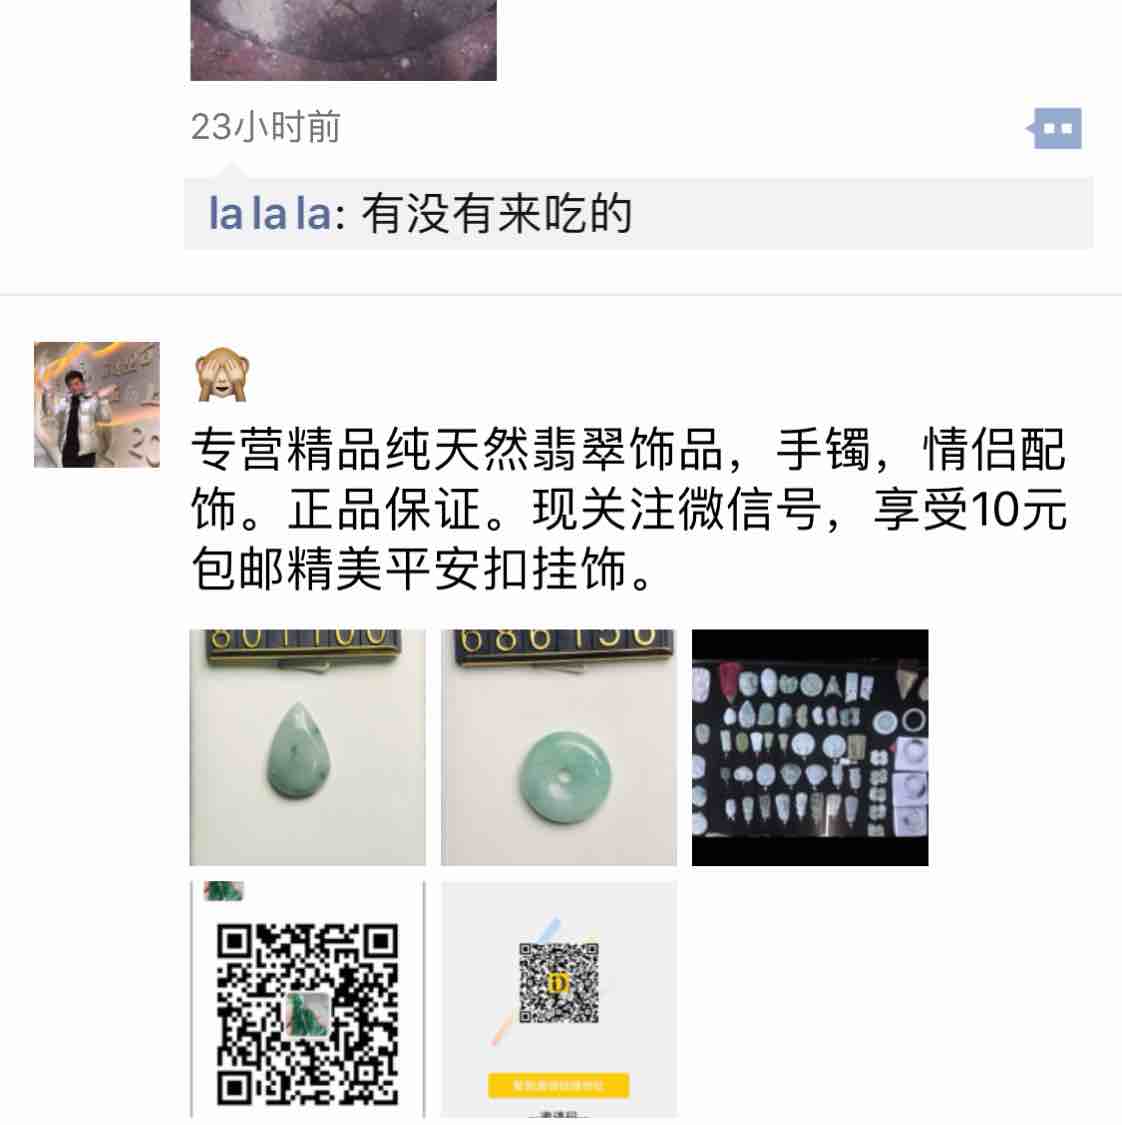 23小时前
la la la: 有没有来吃的
专营精品纯天然翡翠饰品，手镯，情侣配
饰。正品保证。现关注微信号，享受10元
包邮精美平安扣挂饰。
801100
686156
D